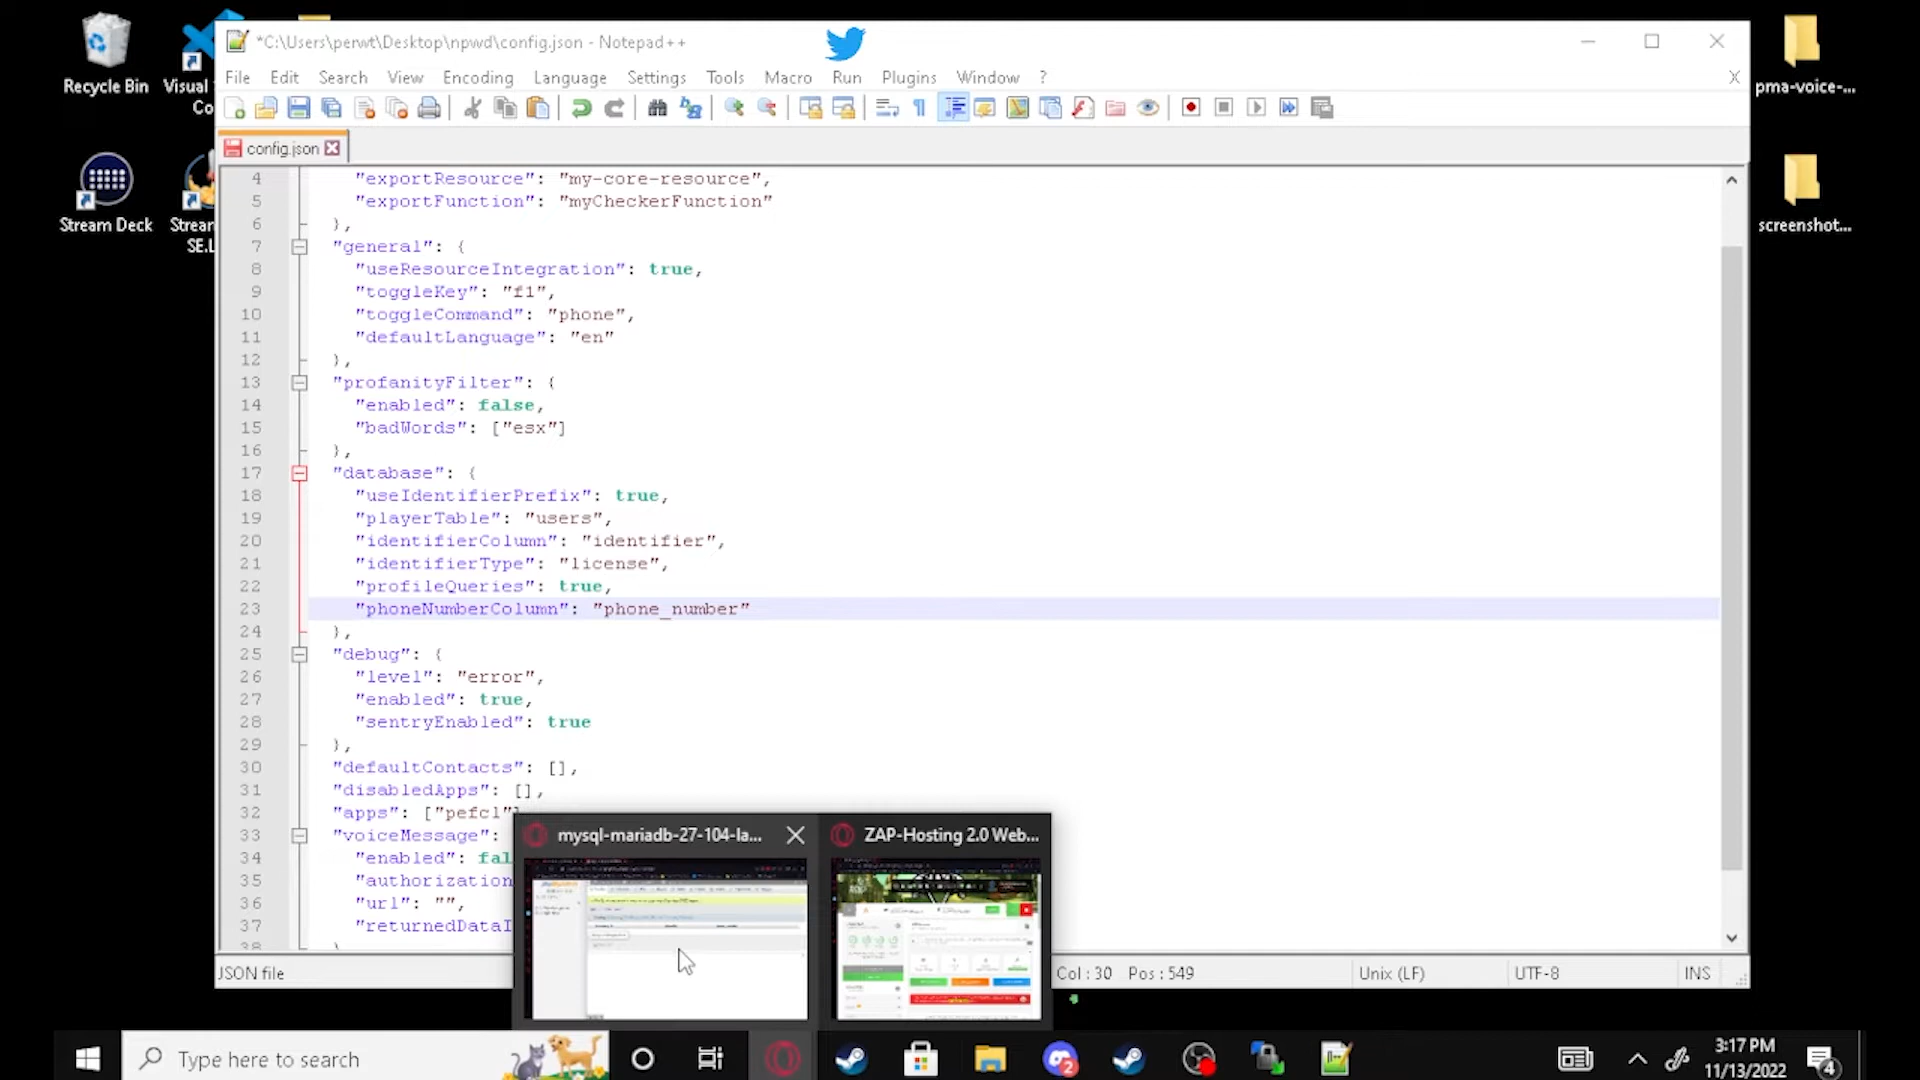 Recycle Bin
Visual
Co
Stream Deck
Strea
SE.L
*C:\Users\perwt\Desktop\npwd\config.json - Notepad++
File Edit Search View Encoding Language Settings Tools Macro Run Plugins Window ?
X
config.json
4 "exportResource": "my-core-resource",
5 "exportFunction": "myCheckerFunction"
6 },
7 "general": {
8 "useResourceIntegration": true,
9 "toggleKey": "f1",
10 "toggleCommand": "phone",
11 "defaultLanguage": "en"
12 },
13 "profanityFilter": {
14 "enabled": false,
15 "badWords": ["esx"]
16 },
17 "database": {
18 "useIdentifierPrefix": true,
19 "playerTable": "users",
20 "identifierColumn": "identifier",
21 "identifierType": "license",
22 "profileQueries": true,
23 "phoneNumberColumn": "phone_number"
24 },
25 "debug": {
26 "level": "error",
27 "enabled": true,
28 "sentryEnabled": true
29 },
30 "defaultContacts": [],
31 "disabledApps": [],
32 "apps": ["pefcl"]
33 "voiceMessage":
34 "enabled": fal
35 "authorization
36 "url": "",
37 "returnedDataI
38
mysql-mariadb-27-104-la...
ZAP-Hosting 2.0 Web...
JSON file
Col : 30 Pos : 549
Unix (LF)
UTF-8
INS
pma-voice-...
screenshot...
Type here to search
2
3:17 PM
11/13/2022
4